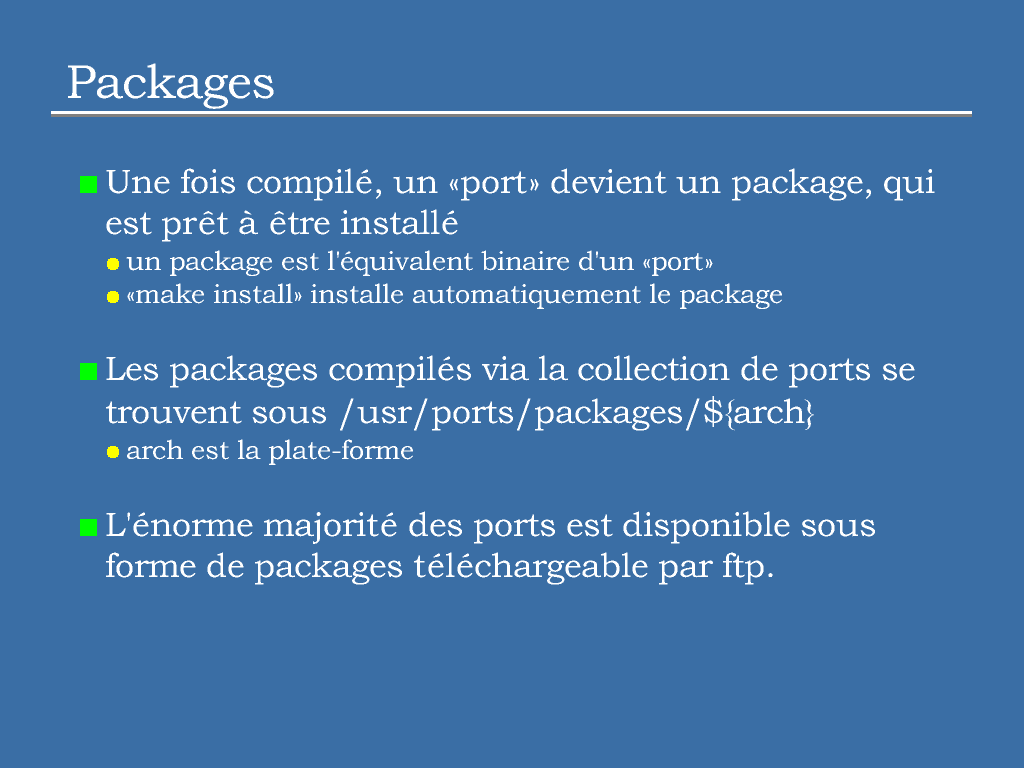 Packages
Une fois compilé, un «port» devient un package, qui
est prêt à être installé
un package est l'équivalent binaire d'un «port»
«make install» installe automatiquement le package
Les packages compilés via la collection de ports se
trouvent sous /usr/ports/packages/${arch}
arch est la plate-forme
L'énorme majorité des ports est disponible sous
forme de packages téléchargeable par ftp.